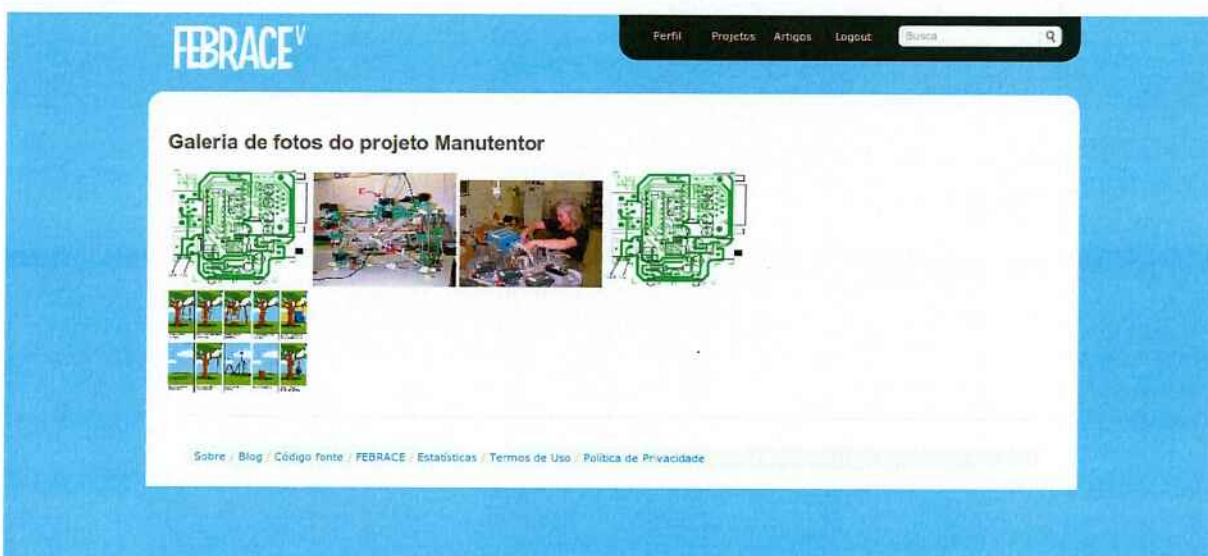 FEBRACE V
Perfil Projetos Artigos Logout Busca
Galeria de fotos do projeto Manutentor
Sobre / Blog / Código fonte / FEBRACE / Estatísticas / Termos de Uso / Política de Privacidade